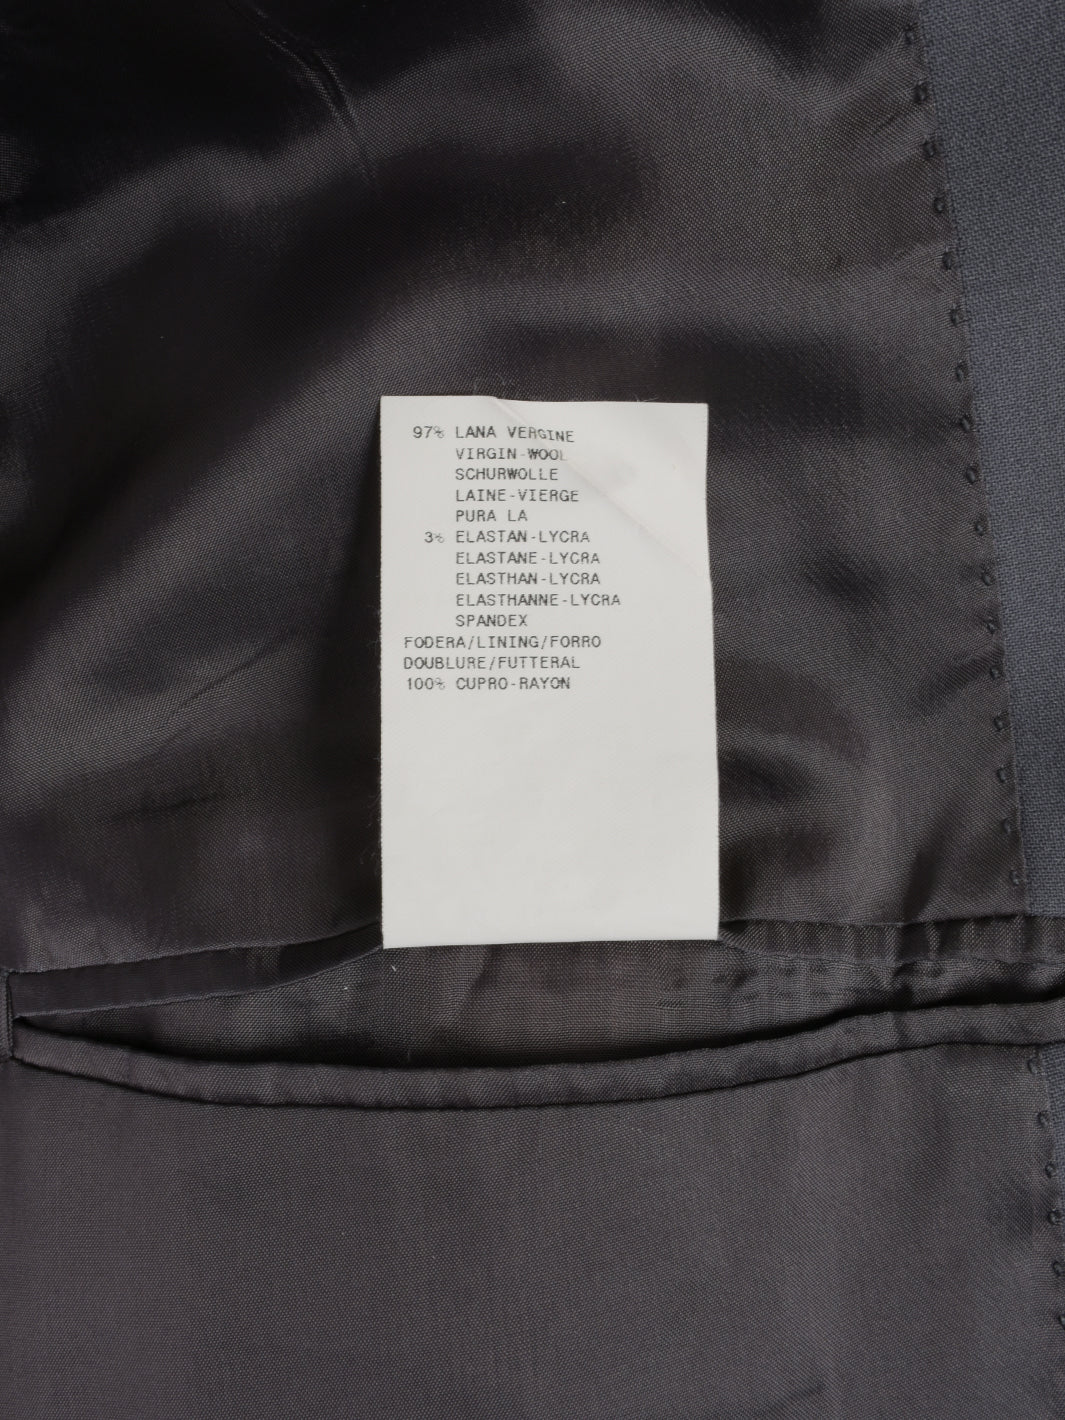 97% LANA VERGINE
VIRGIN-WOOL
SCHURWOLLE
LAINE-VIERGE
PURA LA
3% ELASTAN-LYCRA
ELASTANE-LYCRA
ELASTHAN-LYCRA
ELASTHANNE-LYCRA
SPANDEX
FODERA/LINING/FORRO
DOUBLURE/FUTTERAL
100% CUPRO-RAYON